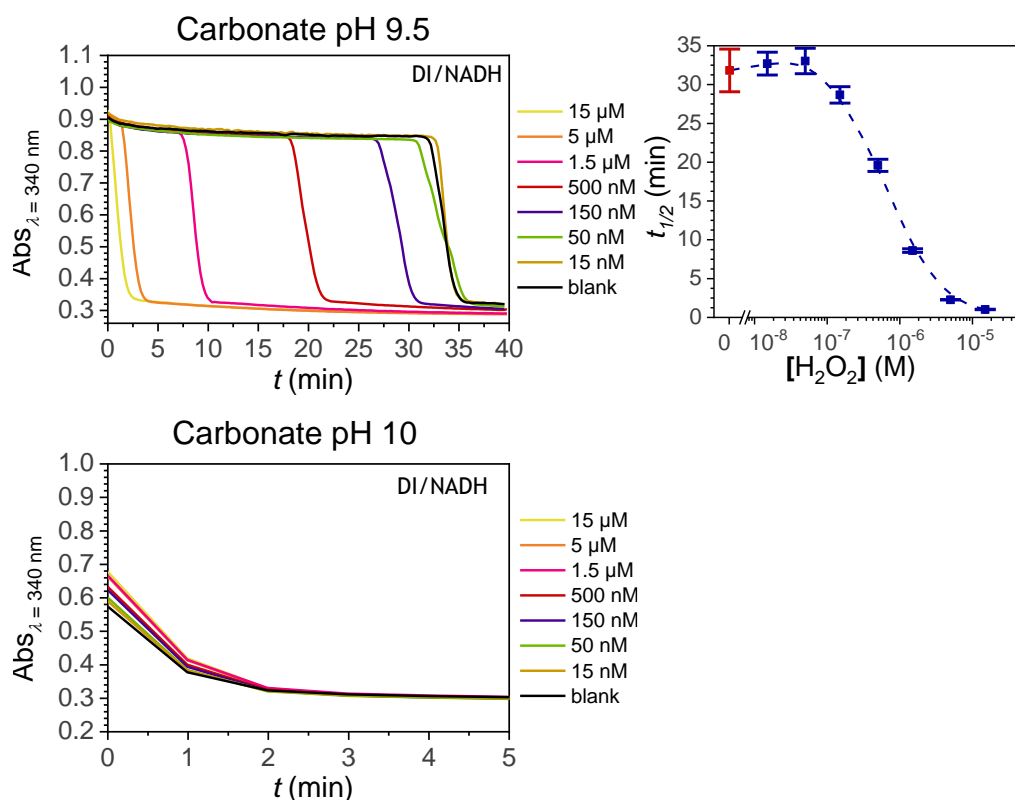 Carbonate pH 9.5
DI/NADH
1.1
1.0
0.9
0.8
0.7
0.6
0.5
0.4
0.3
Abs λ = 340 nm
0 5 10 15 20 25 30 35 40
t (min)
15 µM
5 µM
1.5 µM
500 nM
150 nM
50 nM
15 nM
blank
35
30
25
20
15
10
5
0
t1/2 (min)
0 10⁻⁸ 10⁻⁷ 10⁻⁶ 10⁻⁵
[H₂O₂] (M)
Carbonate pH 10
DI/NADH
1.0
0.9
0.8
0.7
0.6
0.5
0.4
0.3
0.2
Abs λ = 340 nm
0 1 2 3 4 5
t (min)
15 µM
5 µM
1.5 µM
500 nM
150 nM
50 nM
15 nM
blank